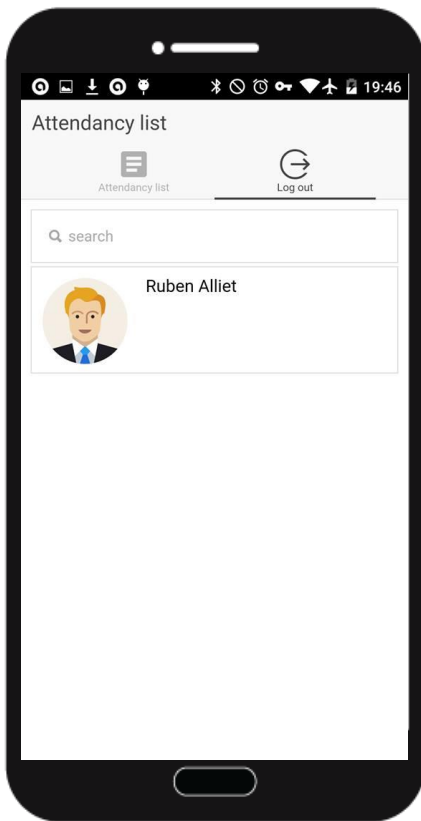 19:46
Attendancy list
Attendancy list
Log out
search
Ruben Alliet